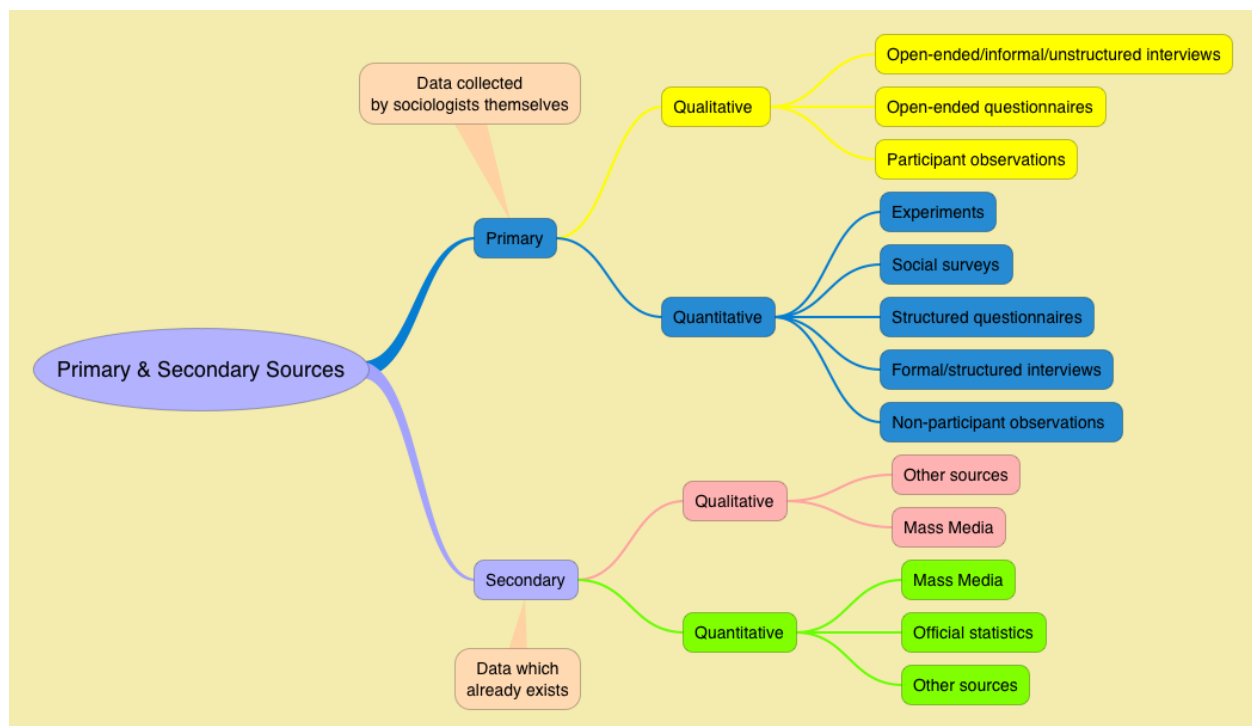 Primary & Secondary Sources
Data collected
by sociologists themselves
Primary
Qualitative
Open-ended/informal/unstructured interviews
Open-ended questionnaires
Participant observations
Quantitative
Experiments
Social surveys
Structured questionnaires
Formal/structured interviews
Non-participant observations
Secondary
Data which
already exists
Qualitative
Other sources
Mass Media
Quantitative
Mass Media
Official statistics
Other sources